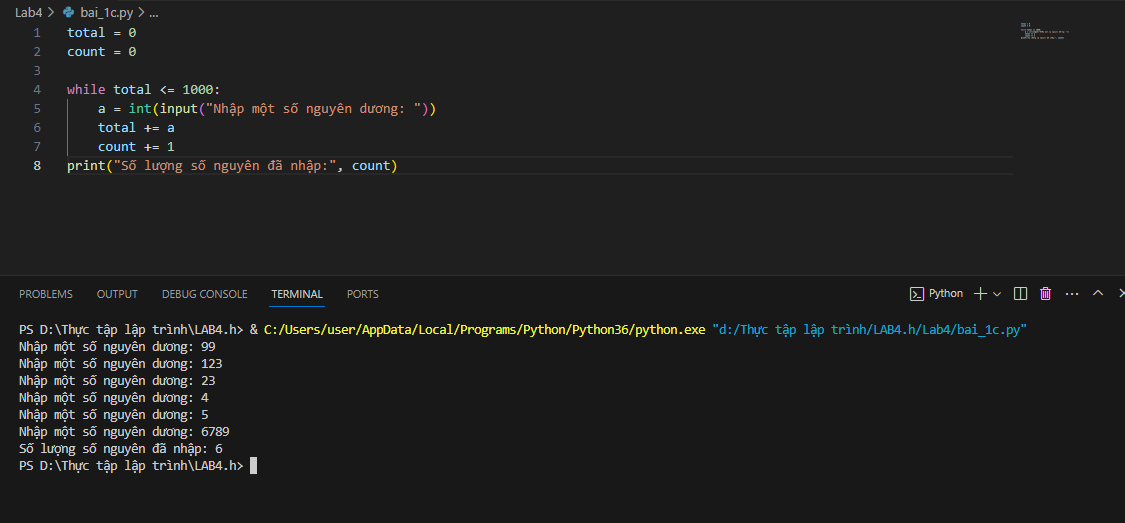 Lab4 > bai_1c.py > ...
1 total = 0
2 count = 0
3
4 while total <= 1000:
5     a = int(input("Nhập một số nguyên dương: "))
6     total += a
7     count += 1
8 print("Số lượng số nguyên đã nhập:", count)
PROBLEMS OUTPUT DEBUG CONSOLE TERMINAL PORTS Python
PS D:\Thực tập lập trình\LAB4.h> & C:/Users/user/AppData/Local/Programs/Python/Python36/python.exe "d:/Thực tập lập trình/LAB4.h/Lab4/bai_1c.py"
Nhập một số nguyên dương: 99
Nhập một số nguyên dương: 123
Nhập một số nguyên dương: 23
Nhập một số nguyên dương: 4
Nhập một số nguyên dương: 5
Nhập một số nguyên dương: 6789
Số lượng số nguyên đã nhập: 6
PS D:\Thực tập lập trình\LAB4.h>